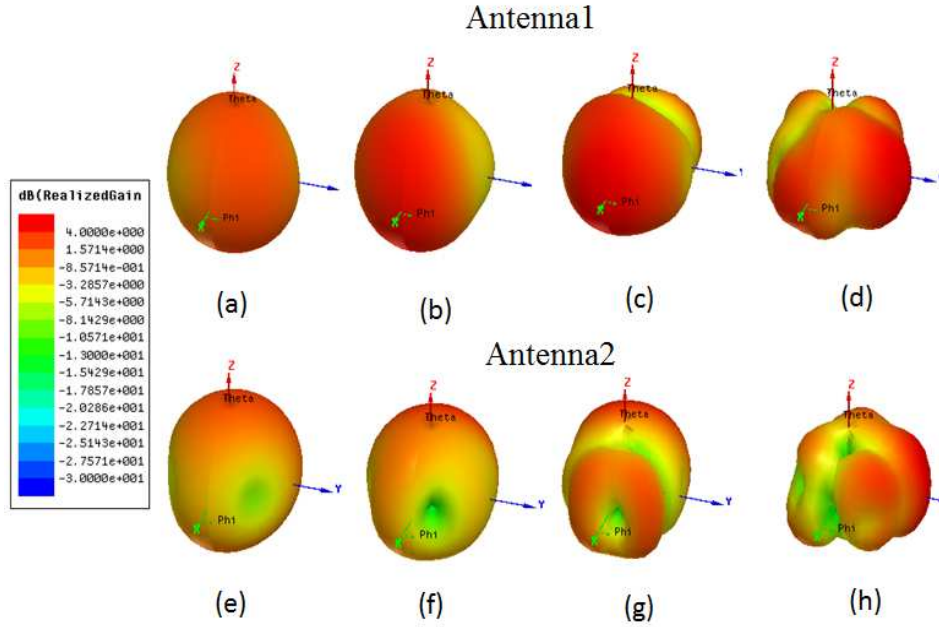 Antenna1
Z
Theta
X
Phi
Z
Theta
X
Phi
Z
Theta
X
Phi
Z
Theta
X
Phi
dB(RealizedGain
4.0000e+000
1.5714e+000
-8.5714e-001
-3.2857e+000
-5.7143e+000
-8.1429e+000
-1.0571e+001
-1.3000e+001
-1.5429e+001
-1.7857e+001
-2.0286e+001
-2.2714e+001
-2.5143e+001
-2.7571e+001
-3.0000e+001
(a)
(b)
(c)
(d)
Antenna2
Z
Theta
Y
X
Phi
Z
Theta
Y
X
Phi
Z
Theta
Y
X
Phi
Z
Theta
X
Phi
(e)
(f)
(g)
(h)